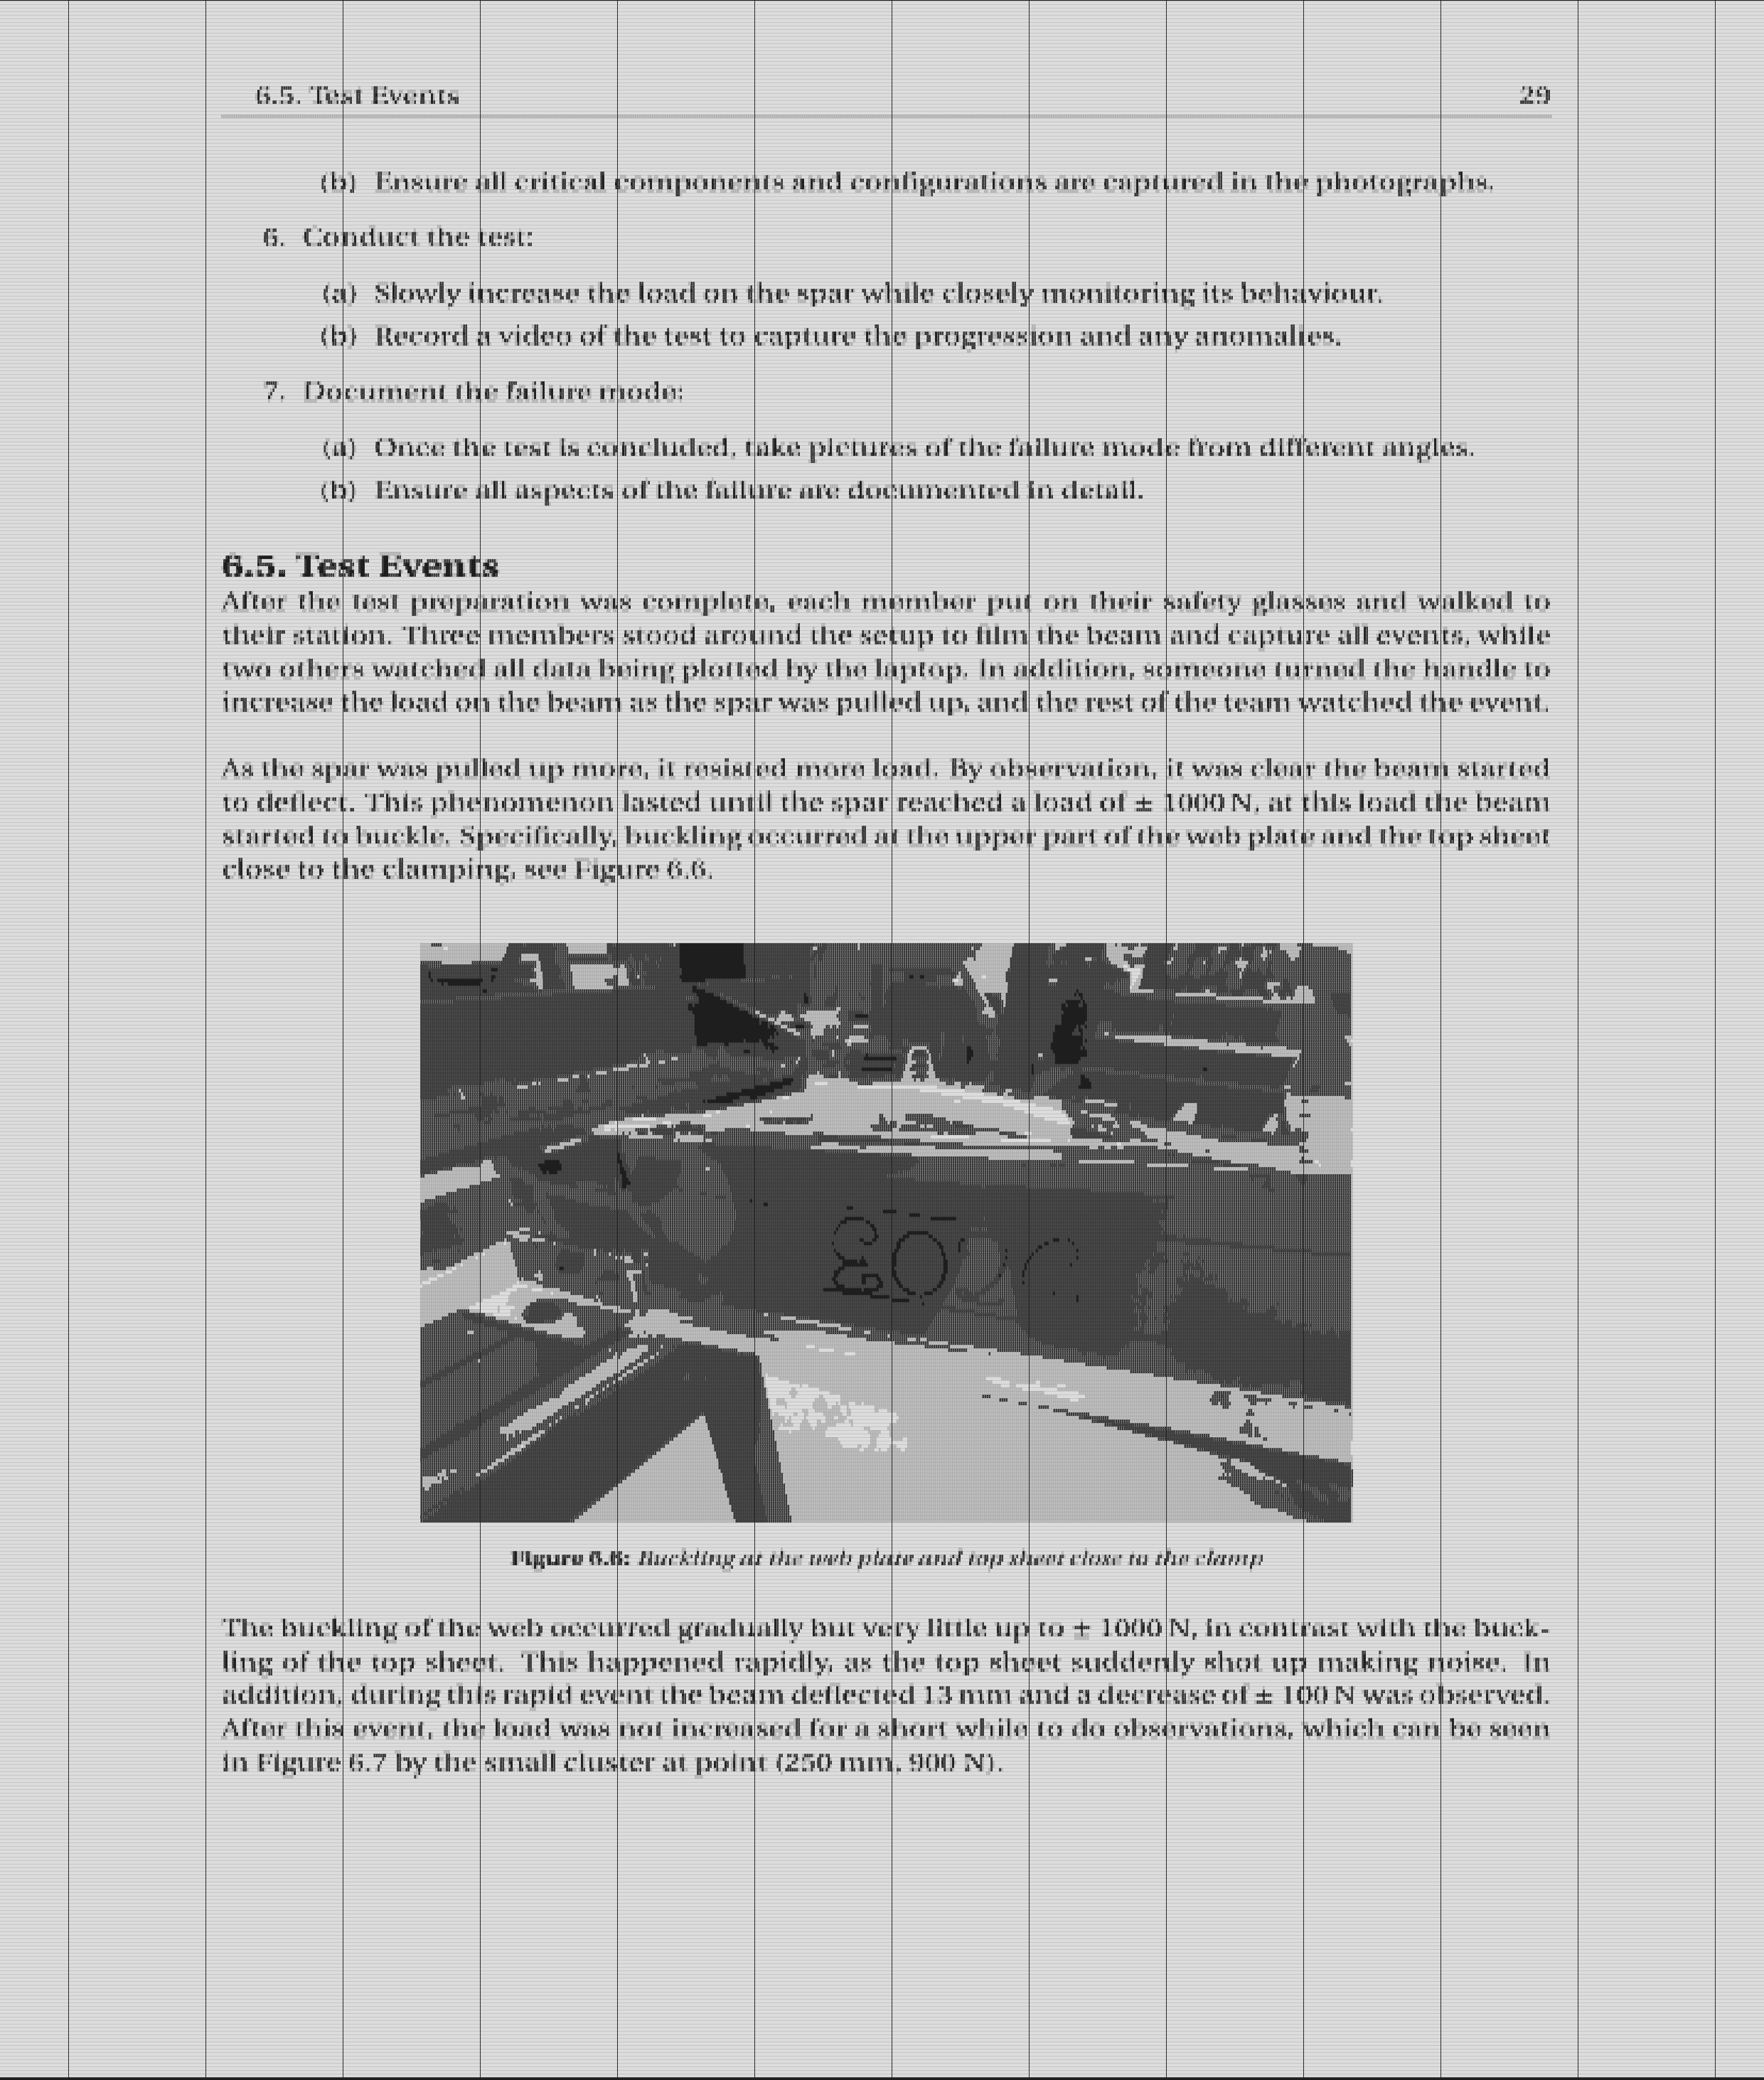 6.5. Test Events 29
(b) Ensure all critical components and configurations are captured in the photographs.
6. Conduct the test:
(a) Slowly increase the load on the spar while closely monitoring its behaviour.
(b) Record a video of the test to capture the progression and any anomalies.
7. Document the failure mode:
(a) Once the test is concluded, take pictures of the failure mode from different angles.
(b) Ensure all aspects of the failure are documented in detail.
6.5. Test Events
After the test preparation was complete, each member put on their safety glasses and walked to
their station. Three members stood around the setup to film the beam and capture all events, while
two others watched all data being plotted by the laptop. In addition, someone turned the handle to
increase the load on the beam as the spar was pulled up, and the rest of the team watched the event.
As the spar was pulled up more, it resisted more load. By observation, it was clear the beam started
to deflect. This phenomenon lasted until the spar reached a load of ± 1000 N, at this load the beam
started to buckle. Specifically, buckling occurred at the upper part of the web plate and the top sheet
close to the clamping, see Figure 6.6.
Figure 6.6: Buckling at the web plate and top sheet close to the clamp
The buckling of the web occurred gradually but very little up to ± 1000 N, in contrast with the buck-
ling of the top sheet. This happened rapidly, as the top sheet suddenly shot up making noise. In
addition, during this rapid event the beam deflected 13 mm and a decrease of ± 100 N was observed.
After this event, the load was not increased for a short while to do observations, which can be seen
in Figure 6.7 by the small cluster at point (250 mm, 900 N).